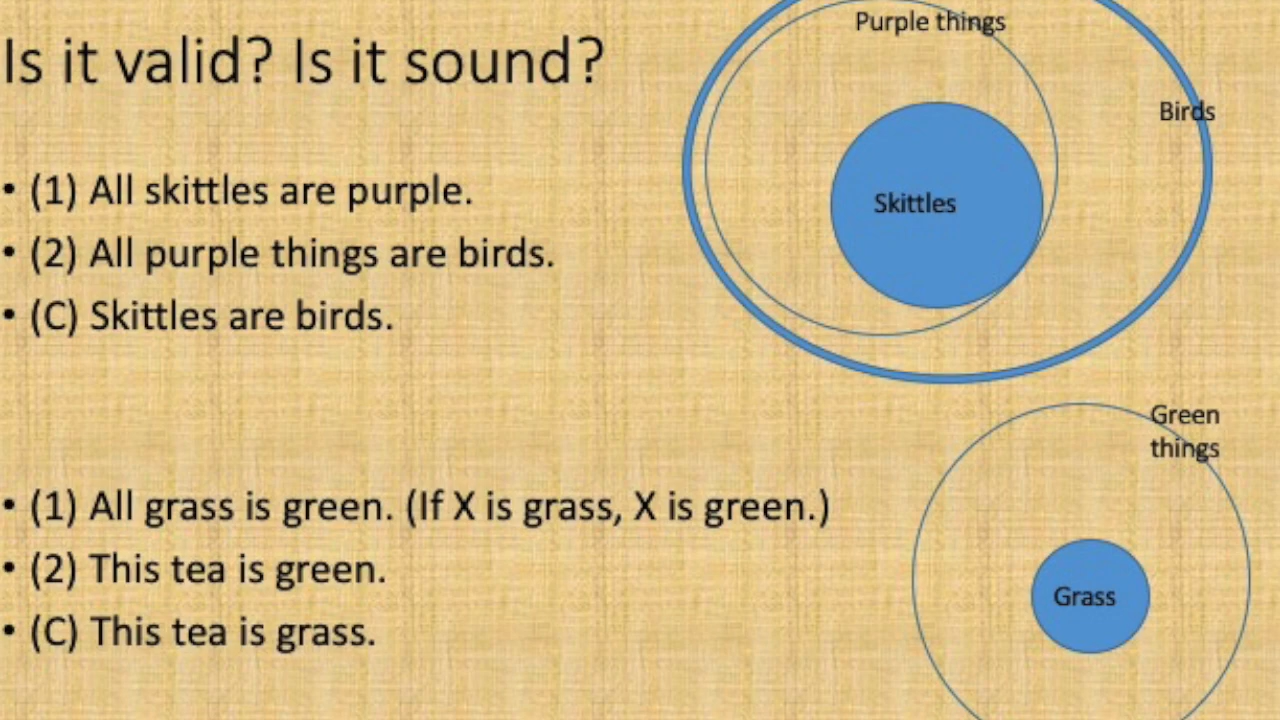 Is it valid? Is it sound?
• (1) All skittles are purple.
• (2) All purple things are birds.
• (C) Skittles are birds.
Purple things
Birds
Skittles
• (1) All grass is green. (If X is grass, X is green.)
• (2) This tea is green.
• (C) This tea is grass.
Green
things
Grass